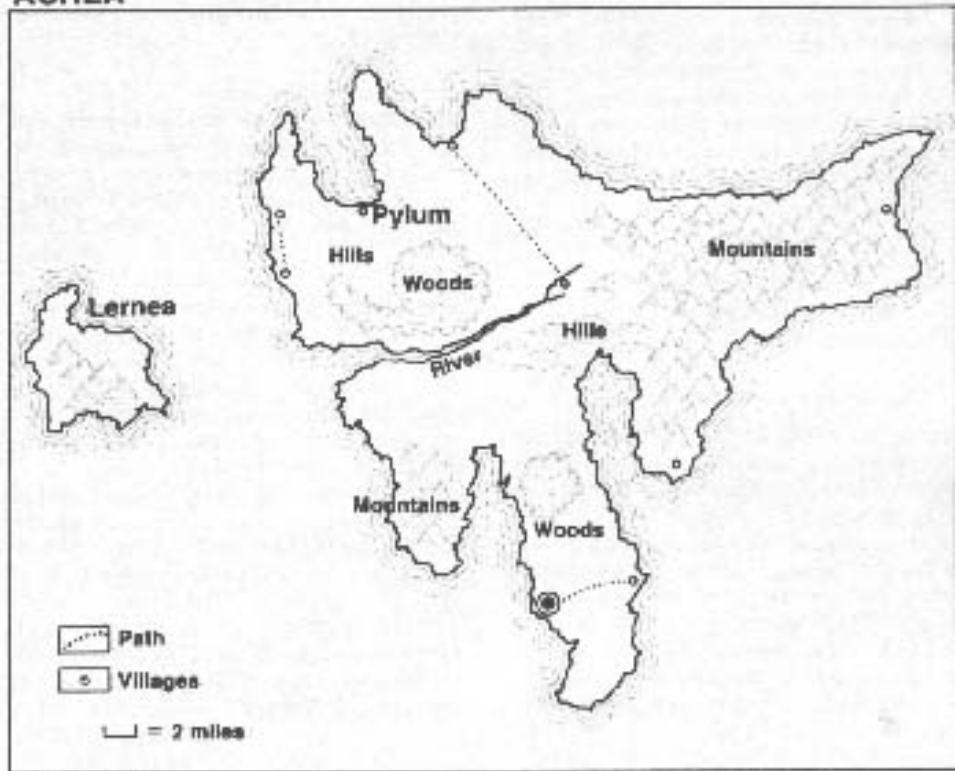 Pylum
Mountains
Hills
Woods
Lernea
Hills
River
Mountains
Woods
Path
Villages
= 2 miles